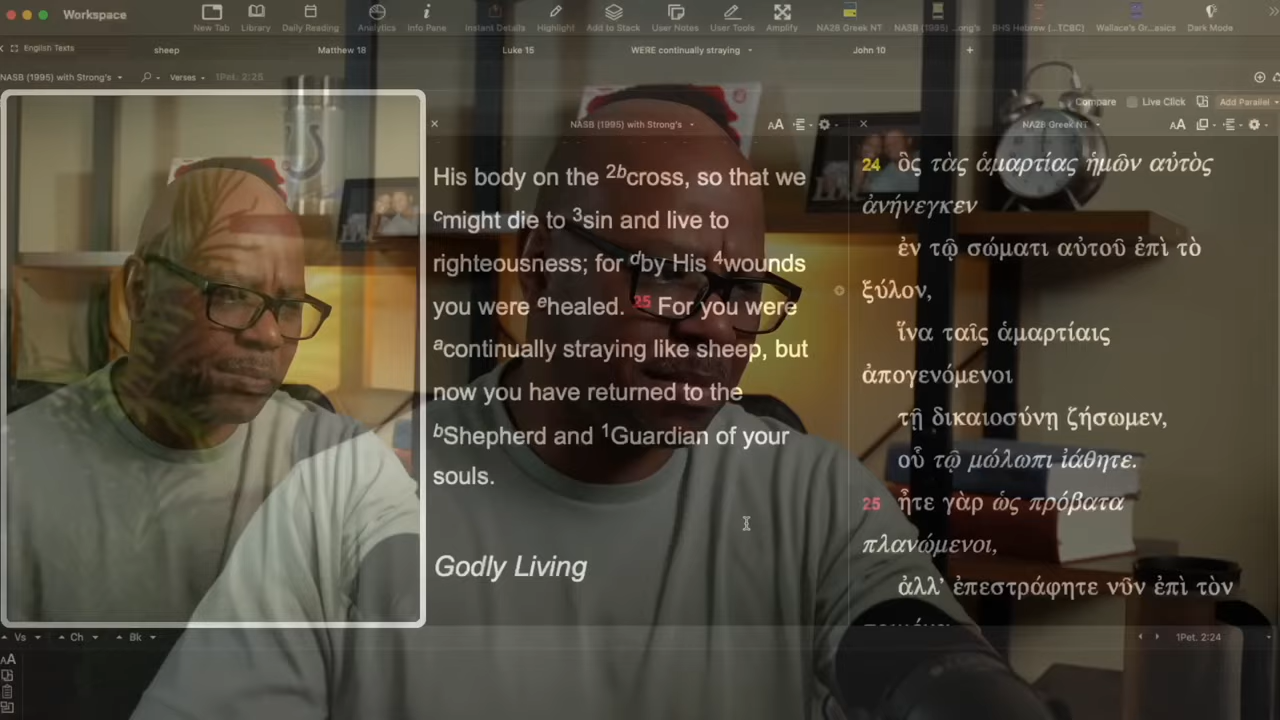 Workspace
New Tab
Library
Daily Reading
Analytics
Info Pane
Instant Details
Highlight
Add to Stack
User Notes
User Tools
Amplify
NA28 Greek NT
NASB (1995) ...ong's
BHS Hebrew (...TCBC)
Wallace's Gr...asics
Dark Mode
English Texts
sheep
Matthew 18
Luke 15
WERE continually straying
John 10
NASB (1995) with Strong's
Verses
1Pet. 2:25
Compare
Live Click
Add Parallel
NASB (1995) with Strong's
His body on the 2bcross, so that we
cmight die to 3sin and live to
righteousness; for dby His 4wounds
you were ehealed. 25 For you were
acontinually straying like sheep, but
now you have returned to the
bShepherd and 1Guardian of your
souls.
Godly Living
NA28 Greek NT
24 ὃς τὰς ἁμαρτίας ἡμῶν αὐτὸς
ἀνήνεγκεν
ἐν τῷ σώματι αὐτοῦ ἐπὶ τὸ
ξύλον,
ἵνα ταῖς ἁμαρτίαις
ἀπογενόμενοι
τῇ δικαιοσύνῃ ζήσωμεν,
οὗ τῷ μώλωπι ἰάθητε.
25 ἦτε γὰρ ὡς πρόβατα
πλανώμενοι,
ἀλλ’ ἐπεστράφητε νῦν ἐπὶ τὸν
Vs
Ch
Bk
1Pet. 2:24